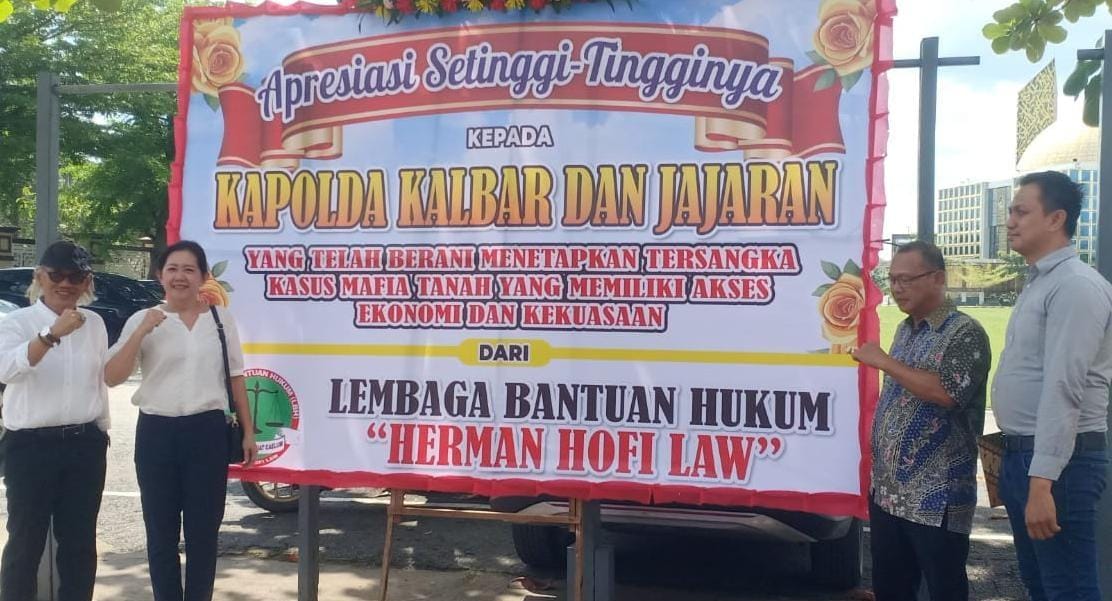 Apresiasi Setinggi-Tingginya
KEPADA
KAPOLDA KALBAR DAN JAJARAN
YANG TELAH BERANI MENETAPKAN TERSANGKA
KASUS MAFIA TANAH YANG MEMILIKI AKSES
EKONOMI DAN KEKUASAAN
DARI
LEMBAGA BANTUAN HUKUM
“HERMAN HOFI LAW”